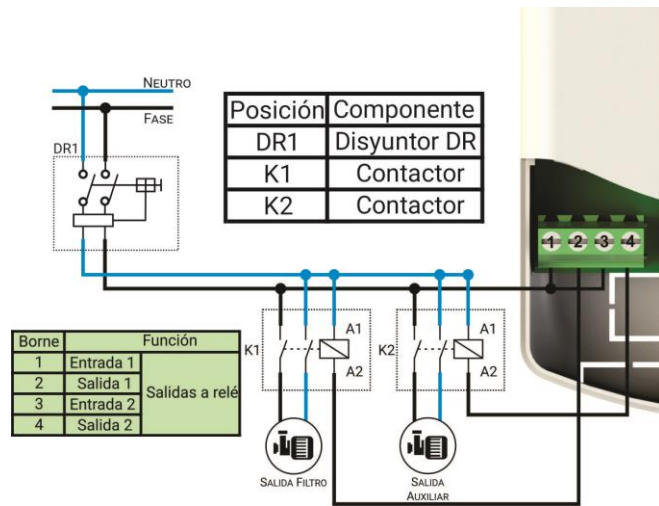 NEUTRO
FASE
DR1
Posición Componente
DR1 Disyuntor DR
K1 Contactor
K2 Contactor
1 2 3 4
K1 A1
A2
K2 A1
A2
Borne Función
1 Entrada 1
2 Salida 1
3 Entrada 2
4 Salida 2
Salidas a relé
SALIDA FILTRO
SALIDA
AUXILIAR